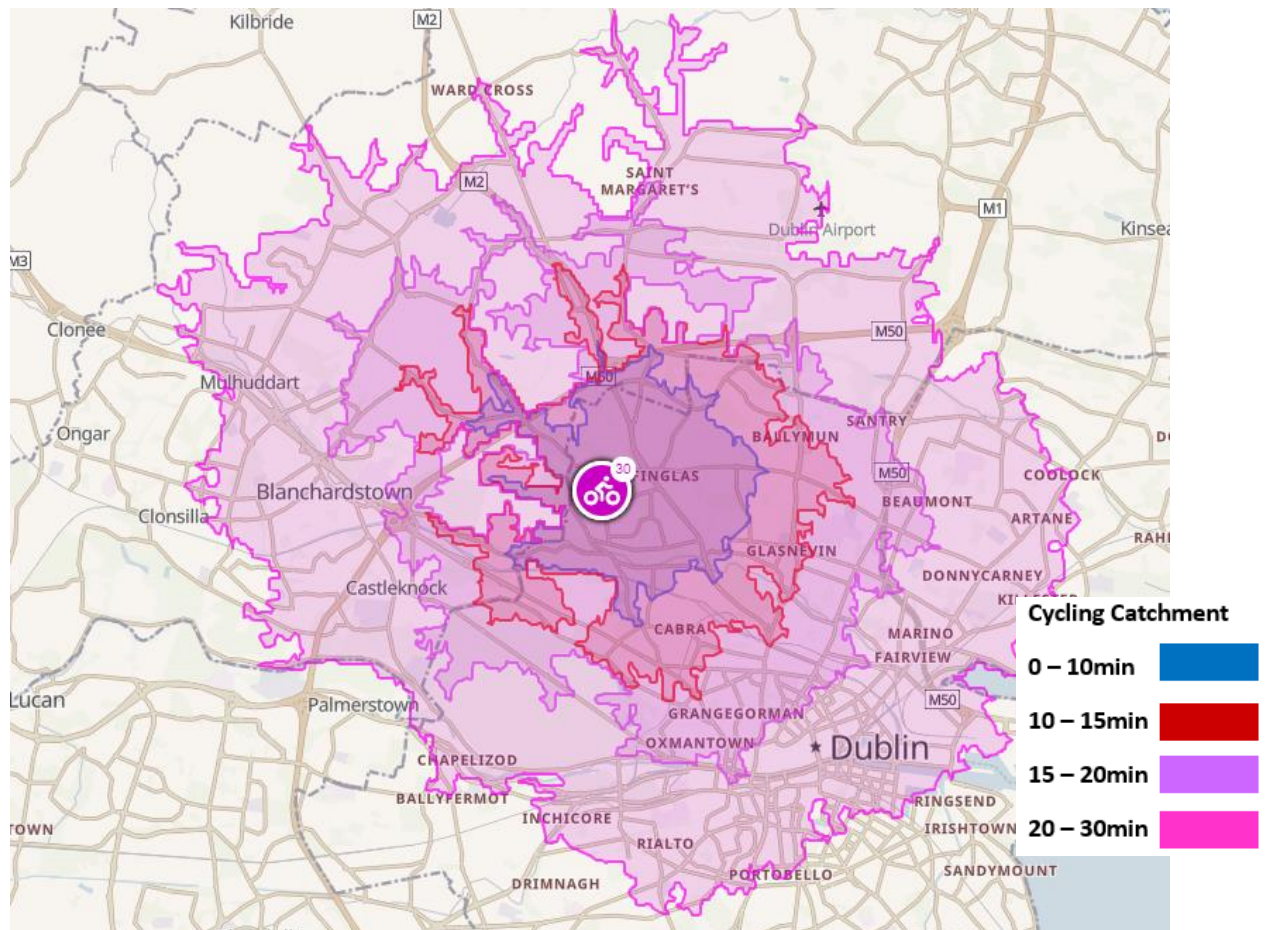 Kilbride
M2
WARD CROSS
SAINT
MARGARET'S
M2
M1
Dublin Airport
Kinsea
M3
Clonee
M50
Mulhuddart
M50
SANTRY
Ongar
BALLYMUN
30
FINGLAS
M50
COOLOCK
Blanchardstown
BEAUMONT
Clonsilla
ARTANE
RAH
GLASNEVIN
DONNYCARNEY
Castleknock
Cycling Catchment
CABRA
MARINO
FAIRVIEW
0 – 10min
Lucan
Palmerstown
M50
GRANGEGORMAN
10 – 15min
OXMANTOWN
Dublin
CHAPELIZOD
15 – 20min
BALLYFERMOT
RINGSEND
INCHICORE
IRISHTOWN
TOWN
20 – 30min
RIALTO
PORTOBELLO
SANDYMOUNT
DRIMNAGH